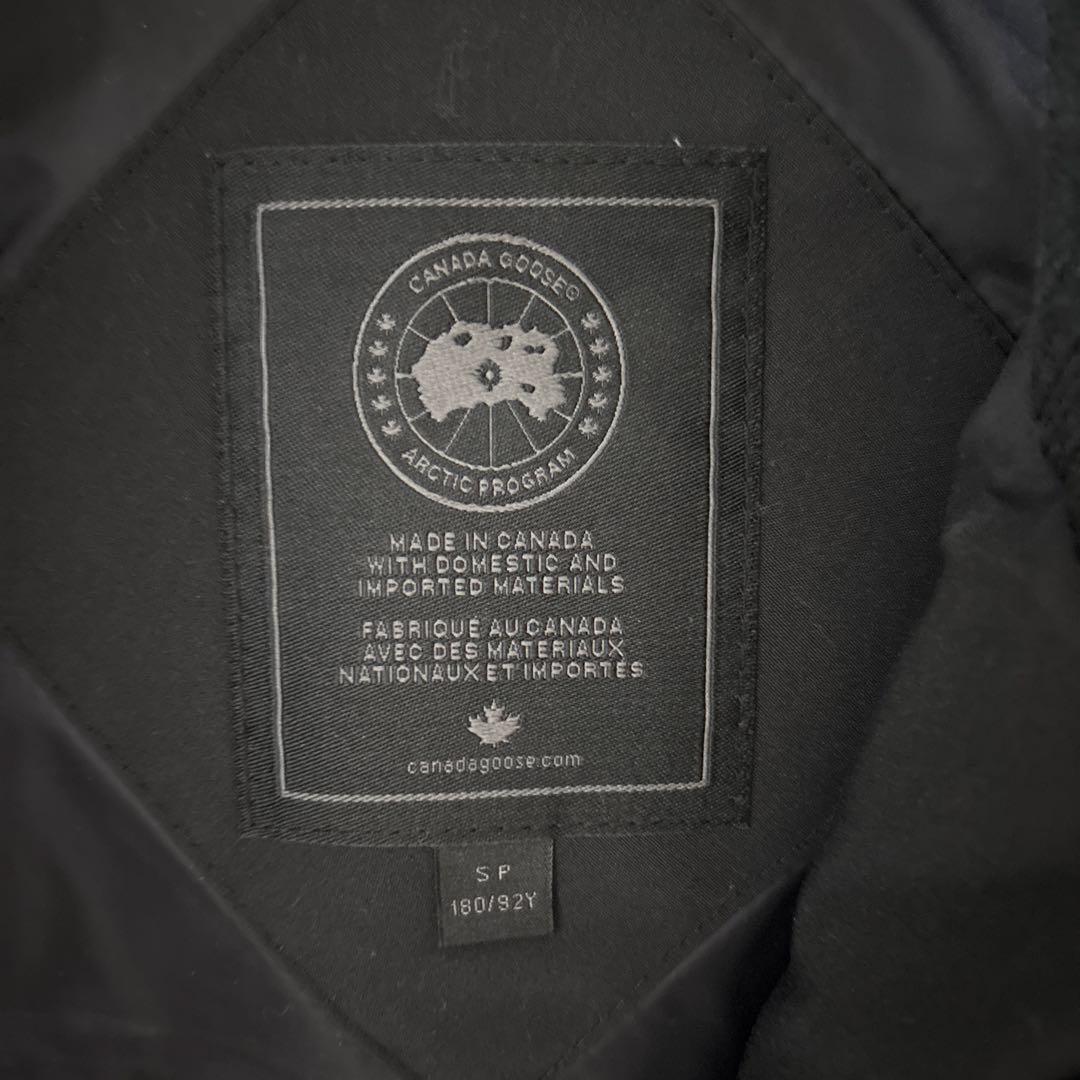 CANADA GOOSE®
ARCTIC PROGRAM
MADE IN CANADA
WITH DOMESTIC AND
IMPORTED MATERIALS
FABRIQUÉ AU CANADA
AVEC DES MATERIAUX
NATIONAUX ET IMPORTÉS
canadagoose.com
S P
180/92Y